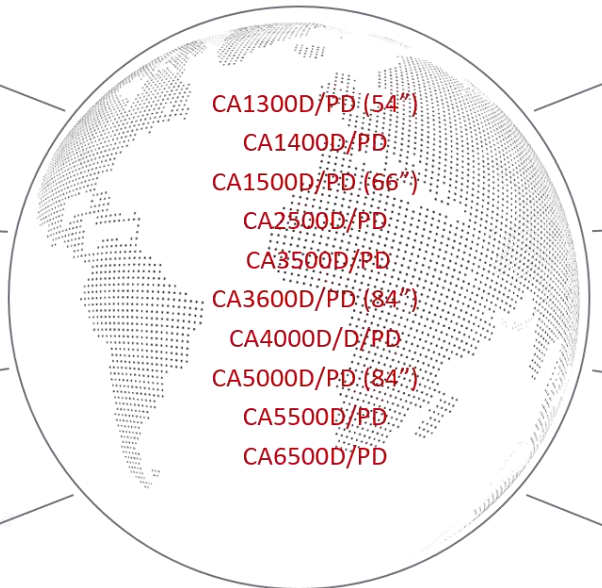 CA1300D/PD (54”)
CA1400D/PD
CA1500D/PD (66”)
CA2500D/PD
CA3500D/PD
CA3600D/PD (84”)
CA4000D/D/PD
CA5000D/PD (84”)
CA5500D/PD
CA6500D/PD